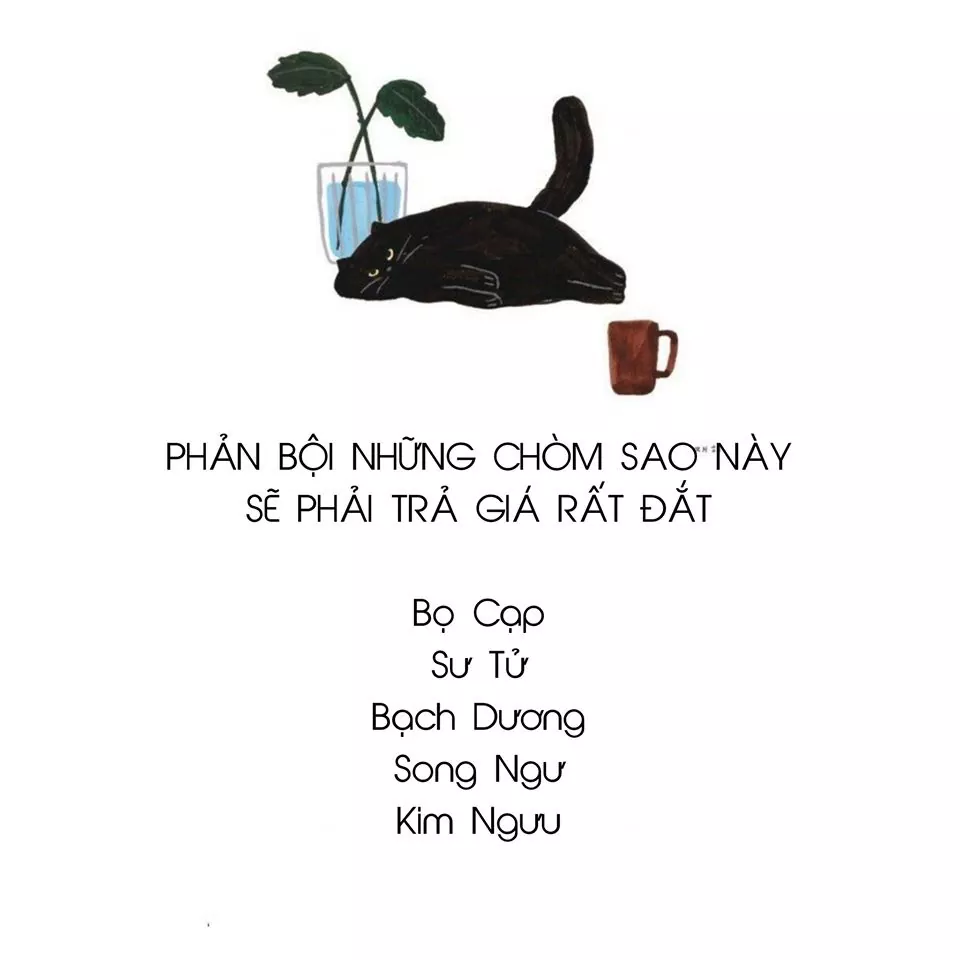 PHẢN BỘI NHỮNG CHÒM SAO NÀY
SẼ PHẢI TRẢ GIÁ RẤT ĐẮT
Bọ Cạp
Sư Tử
Bạch Dương
Song Ngư
Kim Ngưu